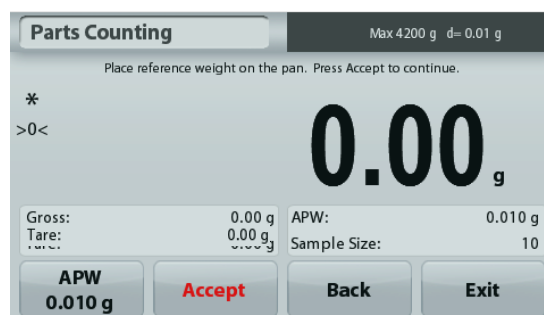 Parts Counting
Max 4200 g d= 0.01 g
Place reference weight on the pan. Press Accept to continue.
*
>0<
0.00 g
Gross: 0.00 g
Tare: 0.00 g
APW: 0.010 g
Sample Size: 10
APW
0.010 g
Accept
Back
Exit